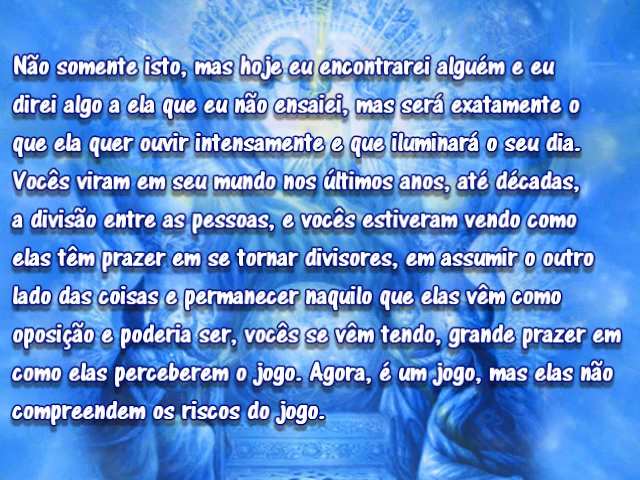 Não somente isto, mas hoje eu encontrarei alguém e eu
direi algo a ela que eu não ensaiei, mas será exatamente o
que ela quer ouvir intensamente e que iluminará o seu dia.
Vocês viram em seu mundo nos últimos anos, até décadas,
a divisão entre as pessoas, e vocês estiveram vendo como
elas têm prazer em se tornar divisores, em assumir o outro
lado das coisas e permanecer naquilo que elas vêm como
oposição e poderia ser, vocês se vêm tendo, grande prazer em
como elas perceberem o jogo. Agora, é um jogo, mas elas não
compreendem os riscos do jogo.